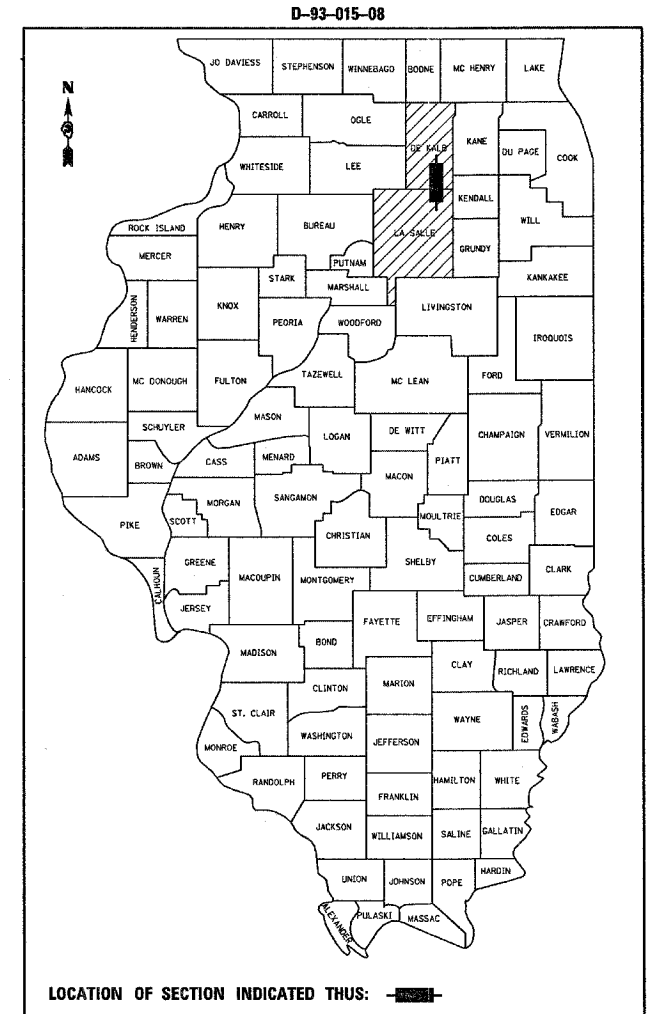 D-93-015-08
JO DAVIESS
STEPHENSON
WINNEBAGO
BOONE
MC HENRY
LAKE
N
CARROLL
OGLE
DE KALB
KANE
DU PAGE
COOK
WHITESIDE
LEE
KENDALL
WILL
ROCK ISLAND
HENRY
BUREAU
LA SALLE
GRUNDY
MERCER
PUTNAM
KANKAKEE
STARK
MARSHALL
HENDERSON
WARREN
KNOX
PEORIA
WOODFORD
LIVINGSTON
IROQUOIS
HANCOCK
MC DONOUGH
FULTON
TAZEWELL
MC LEAN
FORD
SCHUYLER
MASON
LOGAN
DE WITT
CHAMPAIGN
VERMILION
ADAMS
BROWN
CASS
MENARD
MACON
PIATT
PIKE
SCOTT
MORGAN
SANGAMON
CHRISTIAN
MOULTRIE
DOUGLAS
EDGAR
COLES
CALHOUN
GREENE
MACOUPIN
MONTGOMERY
SHELBY
CUMBERLAND
CLARK
JERSEY
FAYETTE
EFFINGHAM
JASPER
CRAWFORD
MADISON
BOND
CLAY
RICHLAND
LAWRENCE
CLINTON
MARION
ST. CLAIR
WAYNE
EDWARDS
WABASH
MONROE
WASHINGTON
JEFFERSON
RANDOLPH
PERRY
HAMILTON
WHITE
FRANKLIN
JACKSON
WILLIAMSON
SALINE
GALLATIN
UNION
JOHNSON
POPE
HARDIN
ALEXANDER
PULASKI
MASSAC
LOCATION OF SECTION INDICATED THUS: